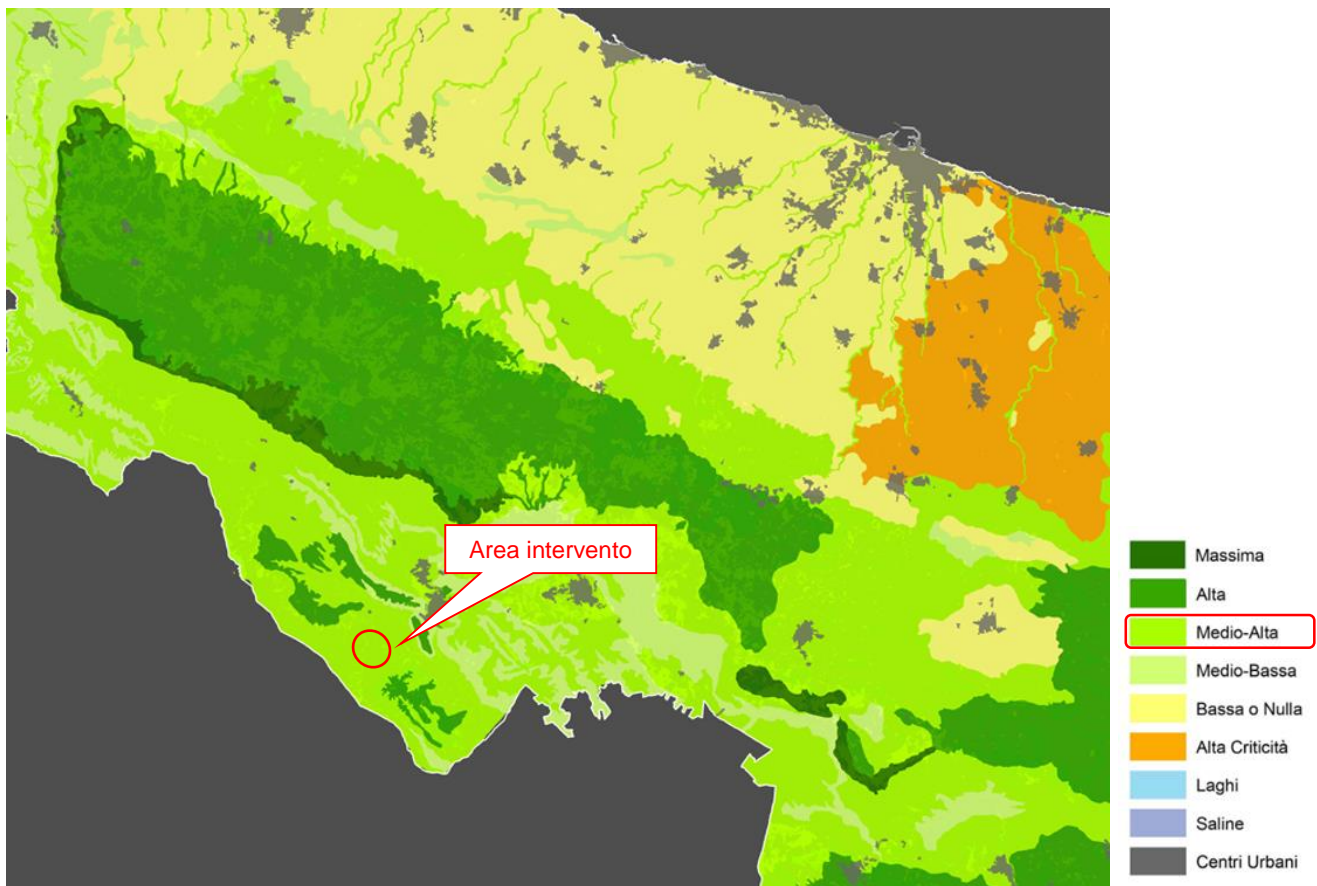 Area intervento
Massima
Alta
Medio-Alta
Medio-Bassa
Bassa o Nulla
Alta Criticità
Laghi
Saline
Centri Urbani